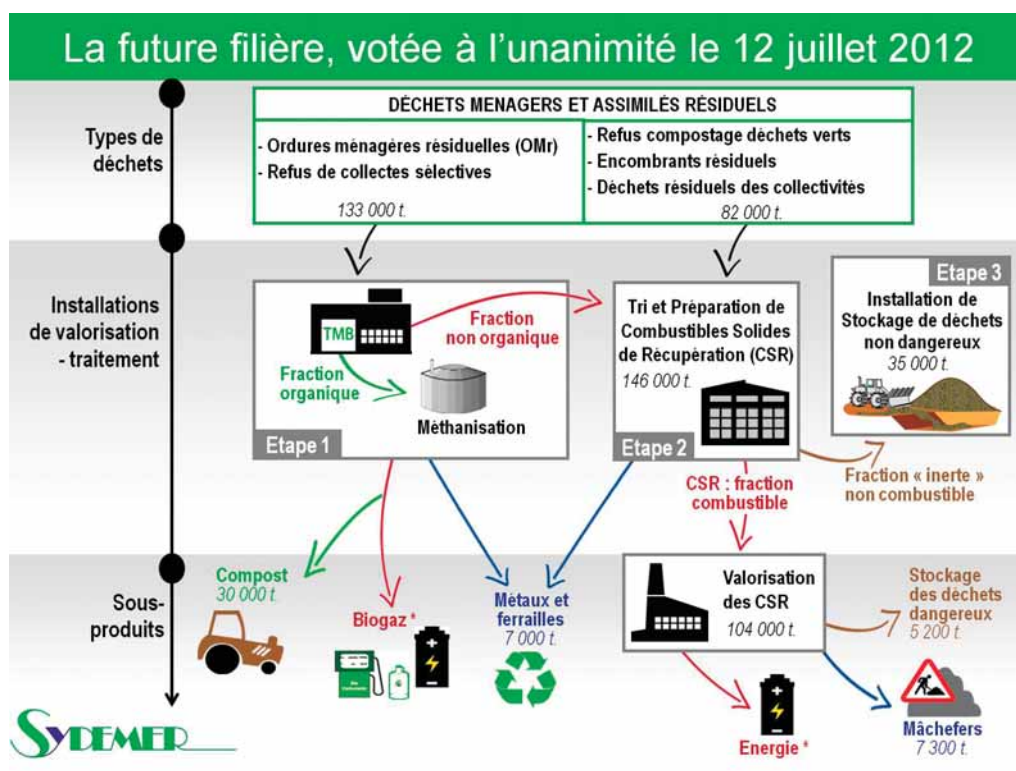 La future filière, votée à l'unanimité le 12 juillet 2012
Types de
déchets
DÉCHETS MENAGERS ET ASSIMILÉS RÉSIDUELS
- Ordures ménagères résiduelles (OMr)
- Refus de collectes sélectives
133 000 t.
- Refus compostage déchets verts
- Encombrants résiduels
- Déchets résiduels des collectivités
82 000 t.
Installations
de valorisation
- traitement
TMB
Fraction
non organique
Fraction
organique
Méthanisation
Etape 1
Tri et Préparation de
Combustibles Solides
de Récupération (CSR)
146 000 t.
Etape 2
Etape 3
Installation de
Stockage de déchets
non dangereux
35 000 t.
CSR : fraction
combustible
Fraction « inerte »
non combustible
Sous-
produits
Compost
30 000 t.
Biogaz *
Métaux et
ferrailles
7 000 t.
Valorisation
des CSR
104 000 t.
Stockage
des déchets
dangereux
5 200 t.
Energie *
Mâchefers
7 300 t.
SYDEMER